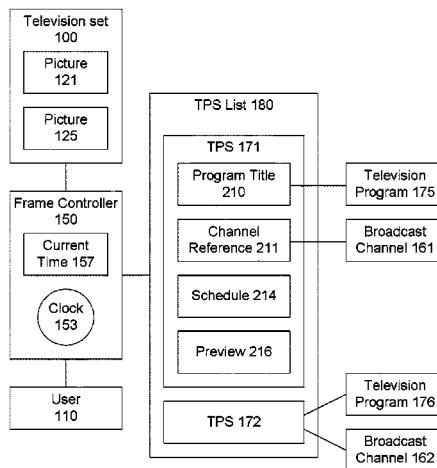 Television set
100
Picture
121
Picture
125
Frame Controller
150
Current
Time 157
Clock
153
User
110
TPS List 180
TPS 171
Program Title
210
Channel
Reference 211
Schedule 214
Preview 216
TPS 172
Television
Program 175
Broadcast
Channel 161
Television
Program 176
Broadcast
Channel 162